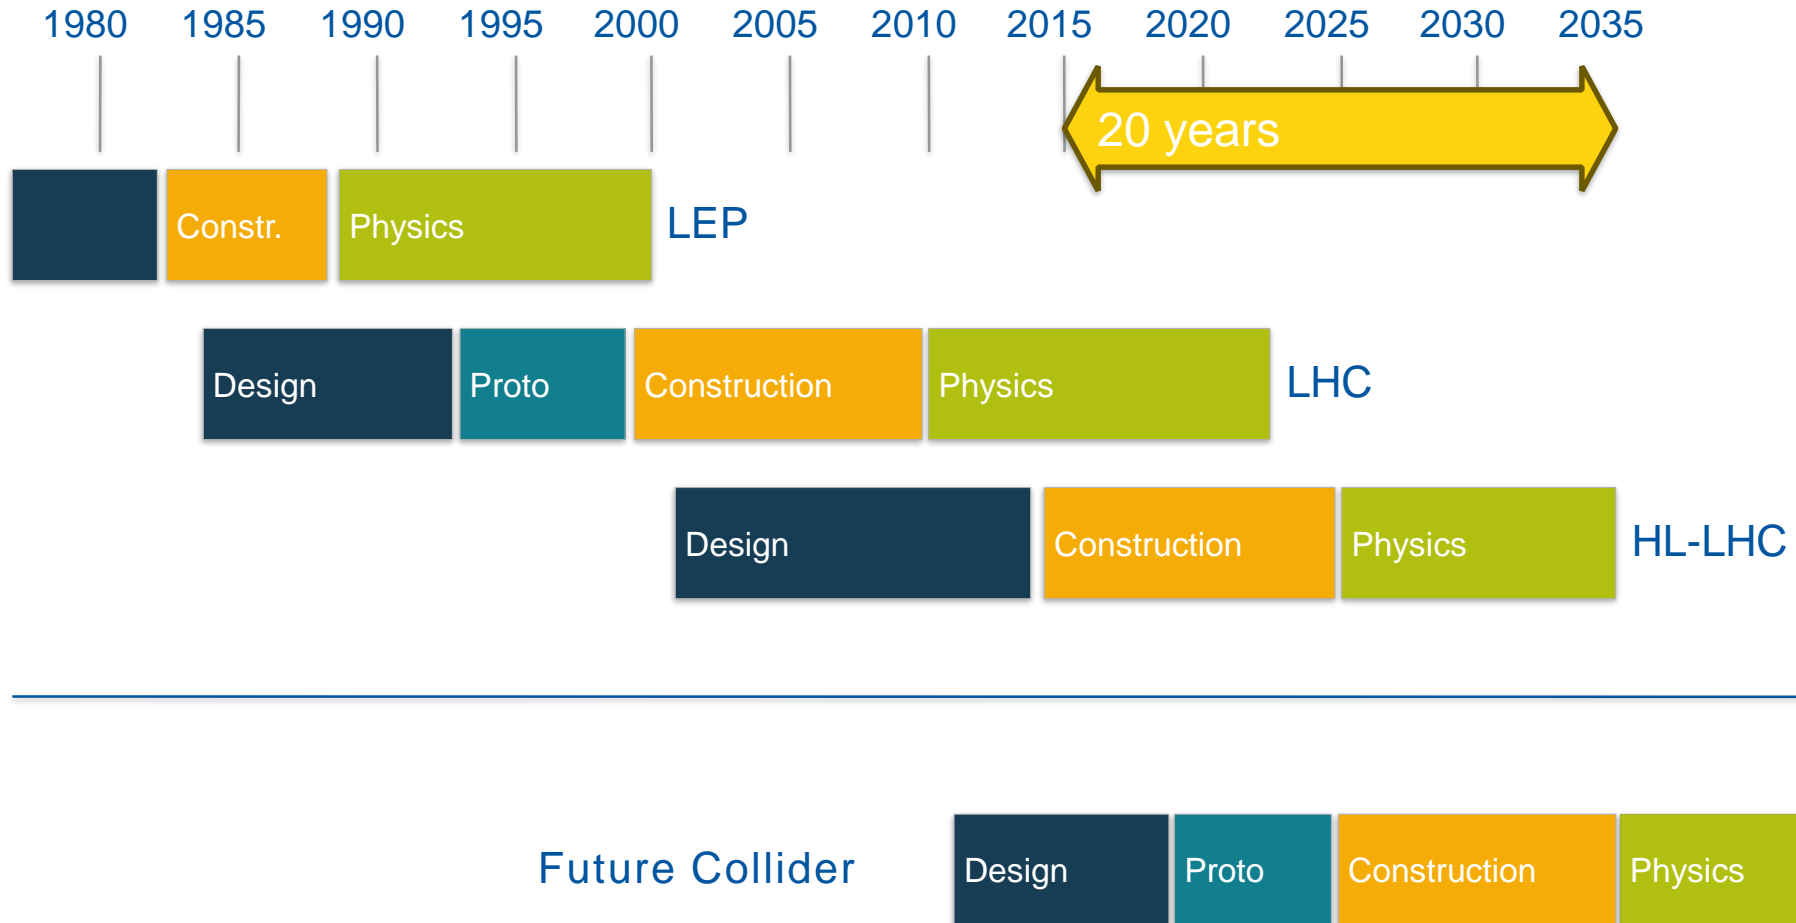 1980 1985 1990 1995 2000 2005 2010 2015 2020 2025 2030 2035
20 years
Constr. Physics LEP
Design Proto Construction Physics LHC
Design Construction Physics HL-LHC
Future Collider Design Proto Construction Physics